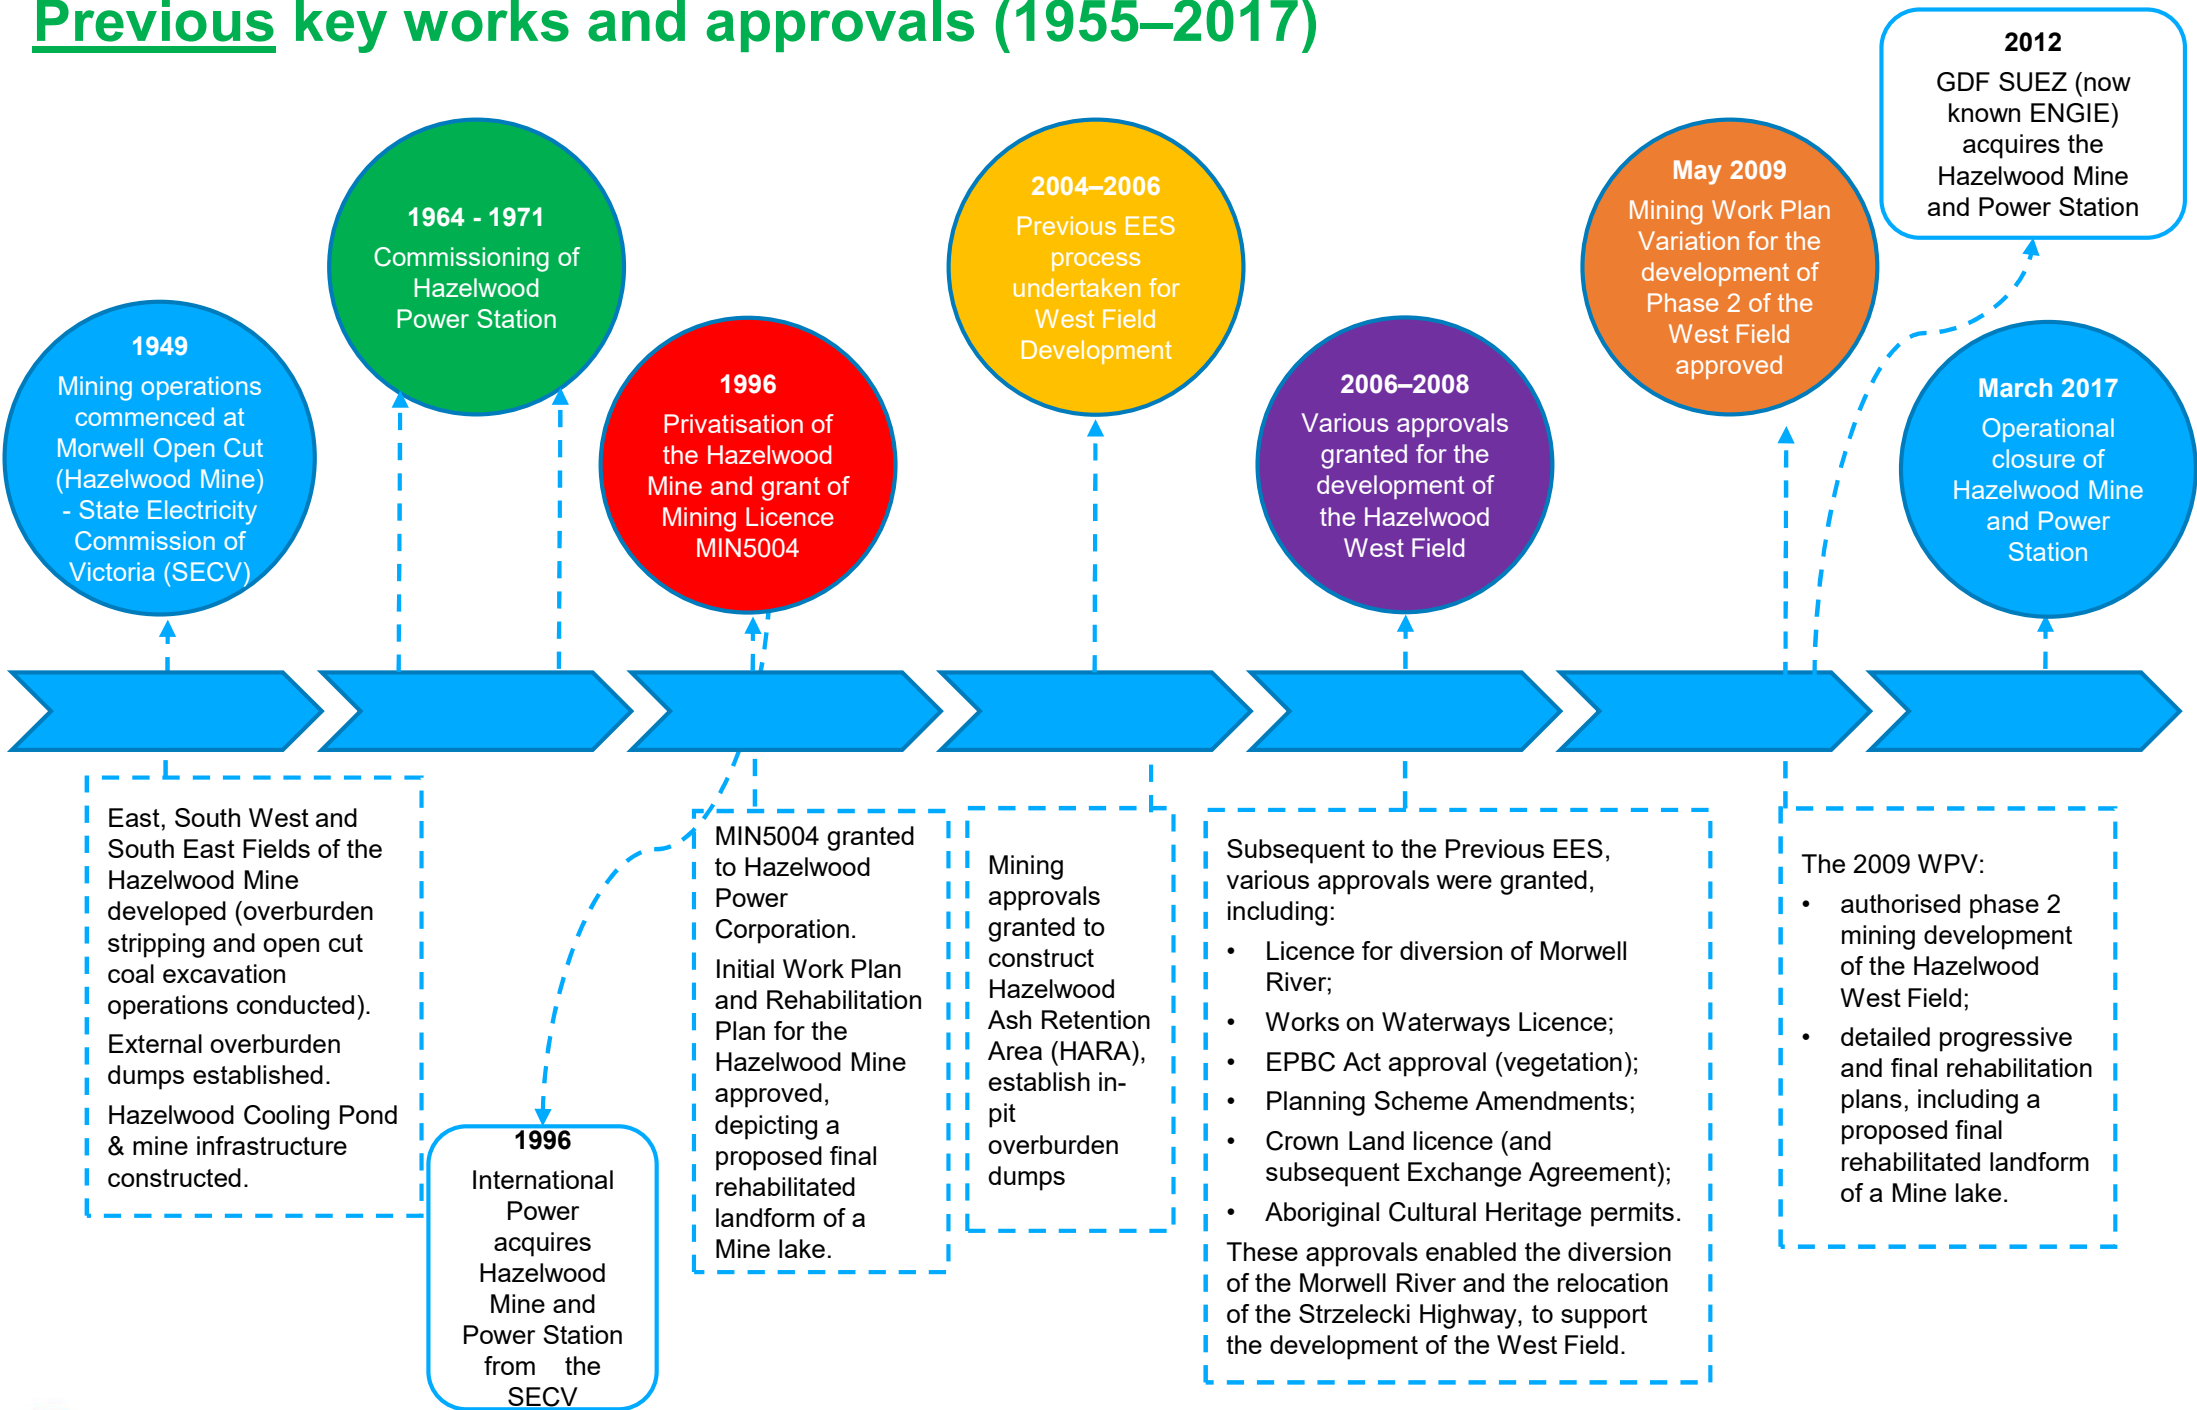 Previous key works and approvals (1955–2017)
2012
GDF SUEZ (now
known ENGIE)
acquires the
Hazelwood Mine
and Power Station
1949
Mining operations
commenced at
Morwell Open Cut
(Hazelwood Mine)
- State Electricity
Commission of
Victoria (SECV)
1964 - 1971
Commissioning of
Hazelwood
Power Station
1996
Privatisation of
the Hazelwood
Mine and grant of
Mining Licence
MIN5004
2004–2006
Previous EES
process
undertaken for
West Field
Development
2006–2008
Various approvals
granted for the
development of
the Hazelwood
West Field
May 2009
Mining Work Plan
Variation for the
development of
Phase 2 of the
West Field
approved
March 2017
Operational
closure of
Hazelwood Mine
and Power
Station
East, South West and
South East Fields of the
Hazelwood Mine
developed (overburden
stripping and open cut
coal excavation
operations conducted).
External overburden
dumps established.
Hazelwood Cooling Pond
& mine infrastructure
constructed.
1996
International
Power
acquires
Hazelwood
Mine and
Power Station
from the
SECV
MIN5004 granted
to Hazelwood
Power
Corporation.
Initial Work Plan
and Rehabilitation
Plan for the
Hazelwood Mine
approved,
depicting a
proposed final
rehabilitated
landform of a
Mine lake.
Mining
approvals
granted to
construct
Hazelwood
Ash Retention
Area (HARA),
establish in-
pit
overburden
dumps
Subsequent to the Previous EES,
various approvals were granted,
including:
• Licence for diversion of Morwell
River;
• Works on Waterways Licence;
• EPBC Act approval (vegetation);
• Planning Scheme Amendments;
• Crown Land licence (and
subsequent Exchange Agreement);
• Aboriginal Cultural Heritage permits.
These approvals enabled the diversion
of the Morwell River and the relocation
of the Strzelecki Highway, to support
the development of the West Field.
The 2009 WPV:
• authorised phase 2
mining development
of the Hazelwood
West Field;
• detailed progressive
and final rehabilitation
plans, including a
proposed final
rehabilitated landform
of a Mine lake.